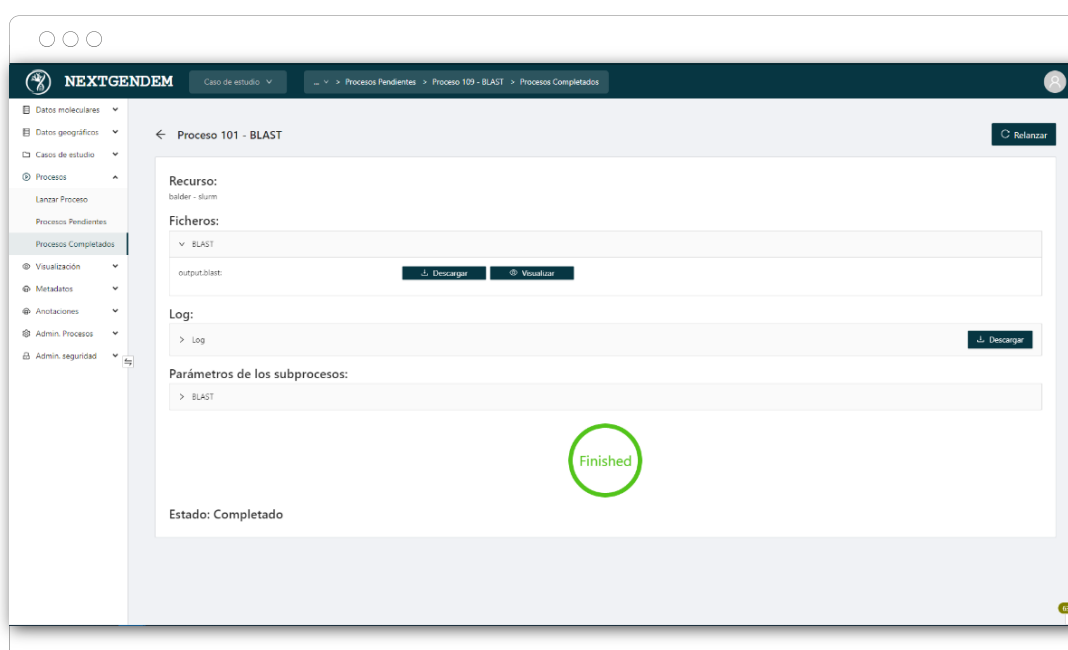 NEXTGENDEM
Caso de estudio
... > Procesos Pendientes > Proceso 109 - BLAST > Procesos Completados
Datos moleculares
Datos geográficos
Casos de estudio
Procesos
Lanzar Proceso
Procesos Pendientes
Procesos Completados
Visualización
Metadatos
Anotaciones
Admin. Procesos
Admin. seguridad
Proceso 101 - BLAST
Relanzar
Recurso:
balder - slurm
Ficheros:
BLAST
output.blast:
Descargar
Visualizar
Log:
Log
Descargar
Parámetros de los subprocesos:
BLAST
Finished
Estado: Completado